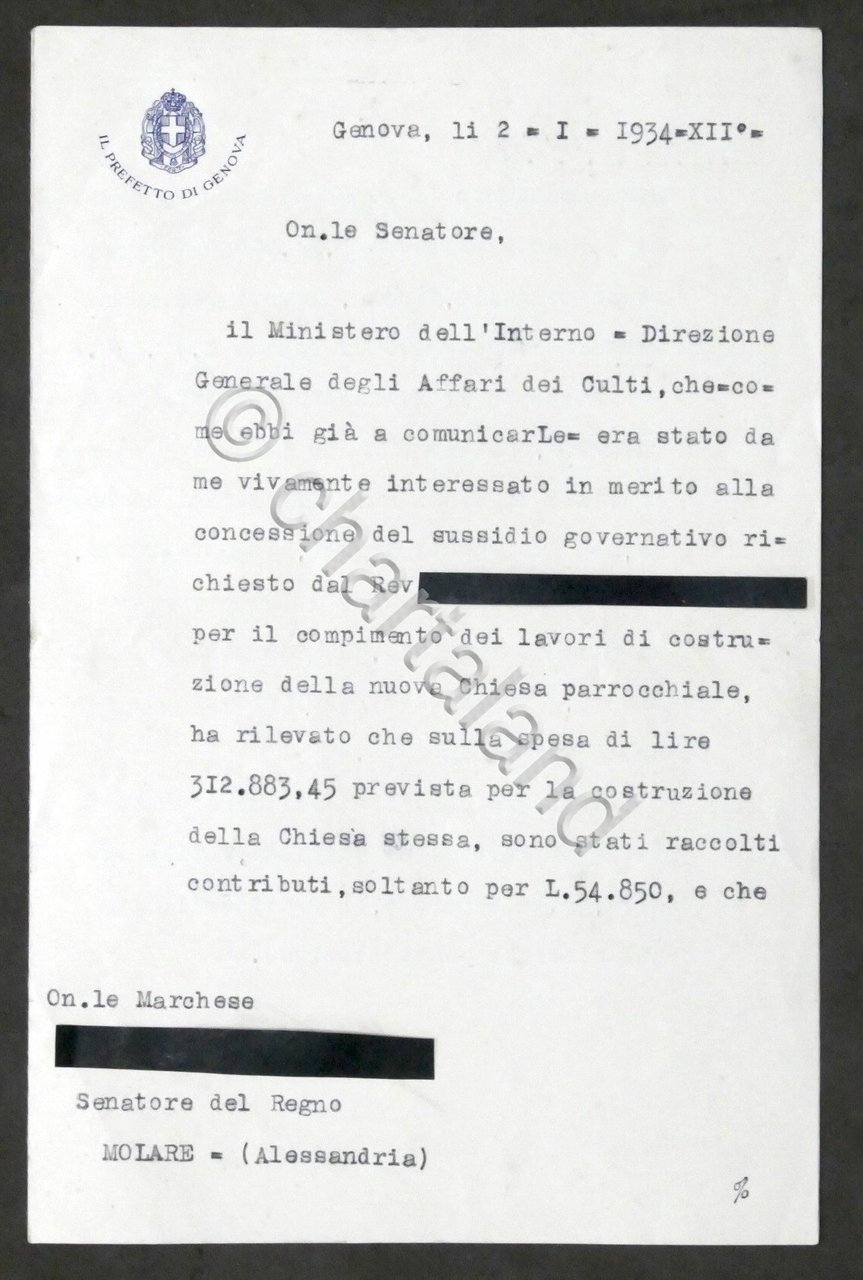 IL PREFETTO DI GENOVA
Genova, li 2 = I = I934=XII°=
On.le Senatore,
il Ministero dell'Interno = Direzione
Generale degli Affari dei Culti,che=co=
me ebbi già a comunicarLe= era stato da
me vivamente interessato in merito alla
concessione del sussidio governativo ri=
chiesto dal Rev
per il compimento dei lavori di costru=
zione della nuova Chiesa parrocchiale,
ha rilevato che sulla spesa di lire
3I2.883,45 prevista per la costruzione
della Chiesa stessa, sono stati raccolti
contributi,soltanto per L.54.850, e che
On.le Marchese
Senatore del Regno
MOLARE = (Alessandria)
%
© chartaland